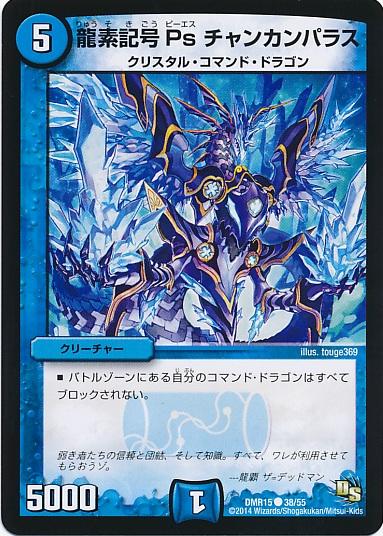 5
りゅう そ き ごう ピーエス
龍素記号 Ps チャンカンパラス
クリスタル・コマンド・ドラゴン
クリーチャー
illus. touge369
じ ぶん
■ バトルゾーンにある自分のコマンド・ドラゴンはすべて
ブロックされない。
弱き者たちの信頼と団結、そして知識。すべて、ワレが利用させて
もらおうゾ。
---龍覇 ザ=デッドマン
5000
1
DS
DMR15 ● 38/55
©2014 Wizards/Shogakukan/Mitsui-Kids